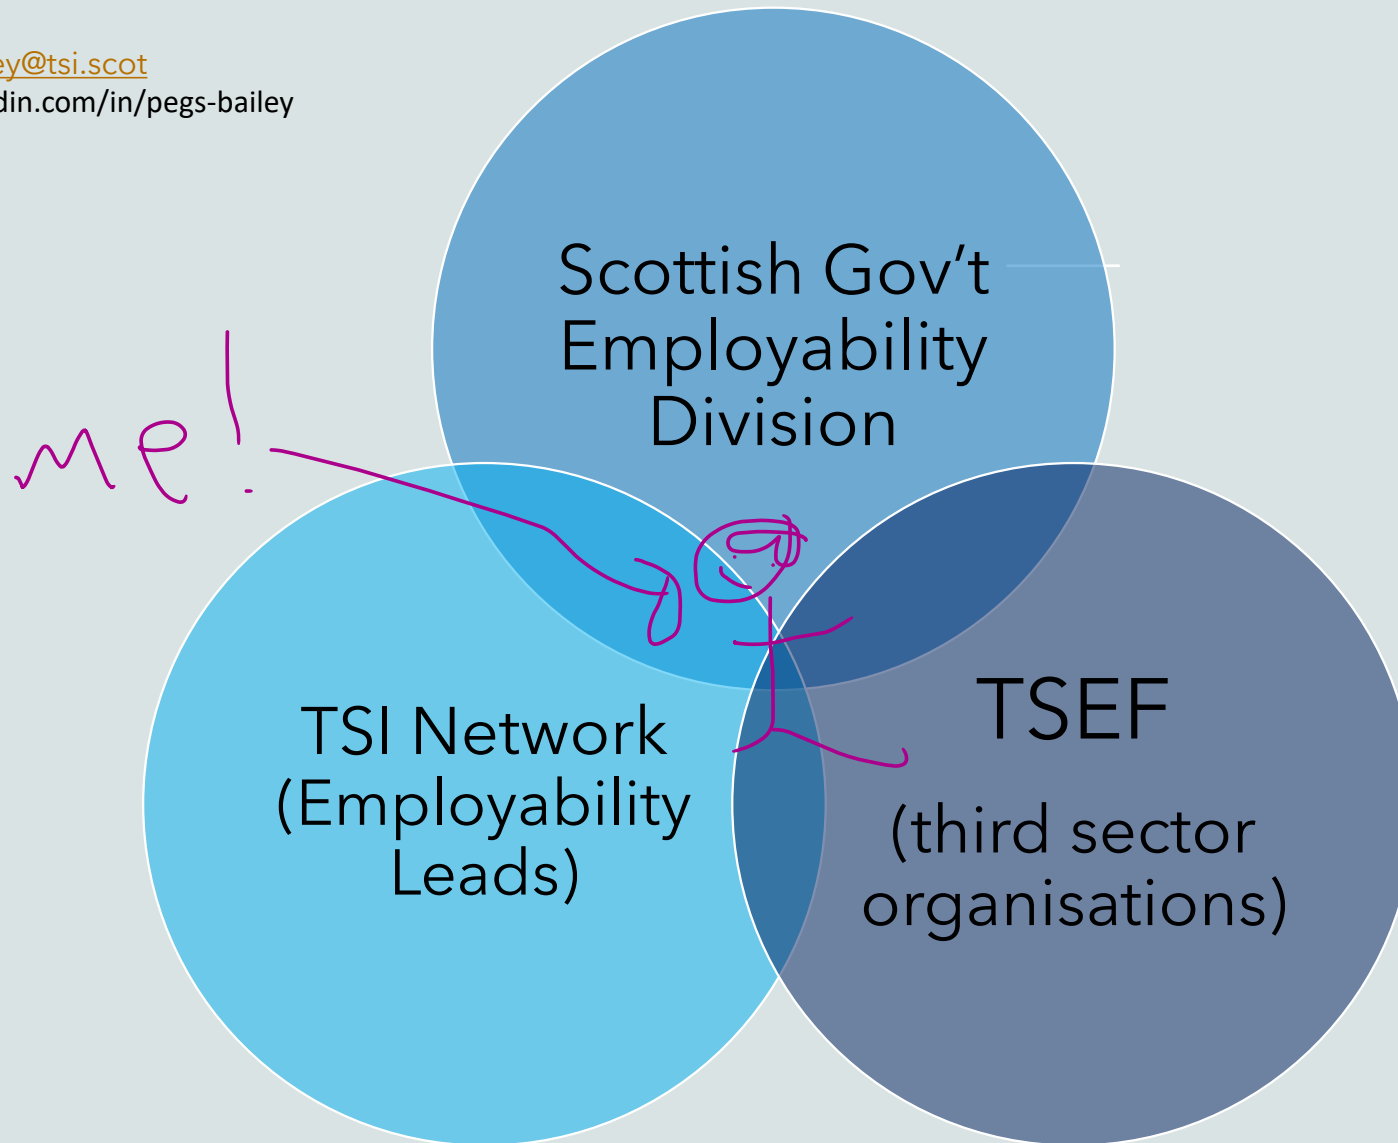 ey@tsi.scot
din.com/in/pegs-bailey
Scottish Gov't
Employability
Division
me!
TSI Network
(Employability
Leads)
TSEF
(third sector
organisations)